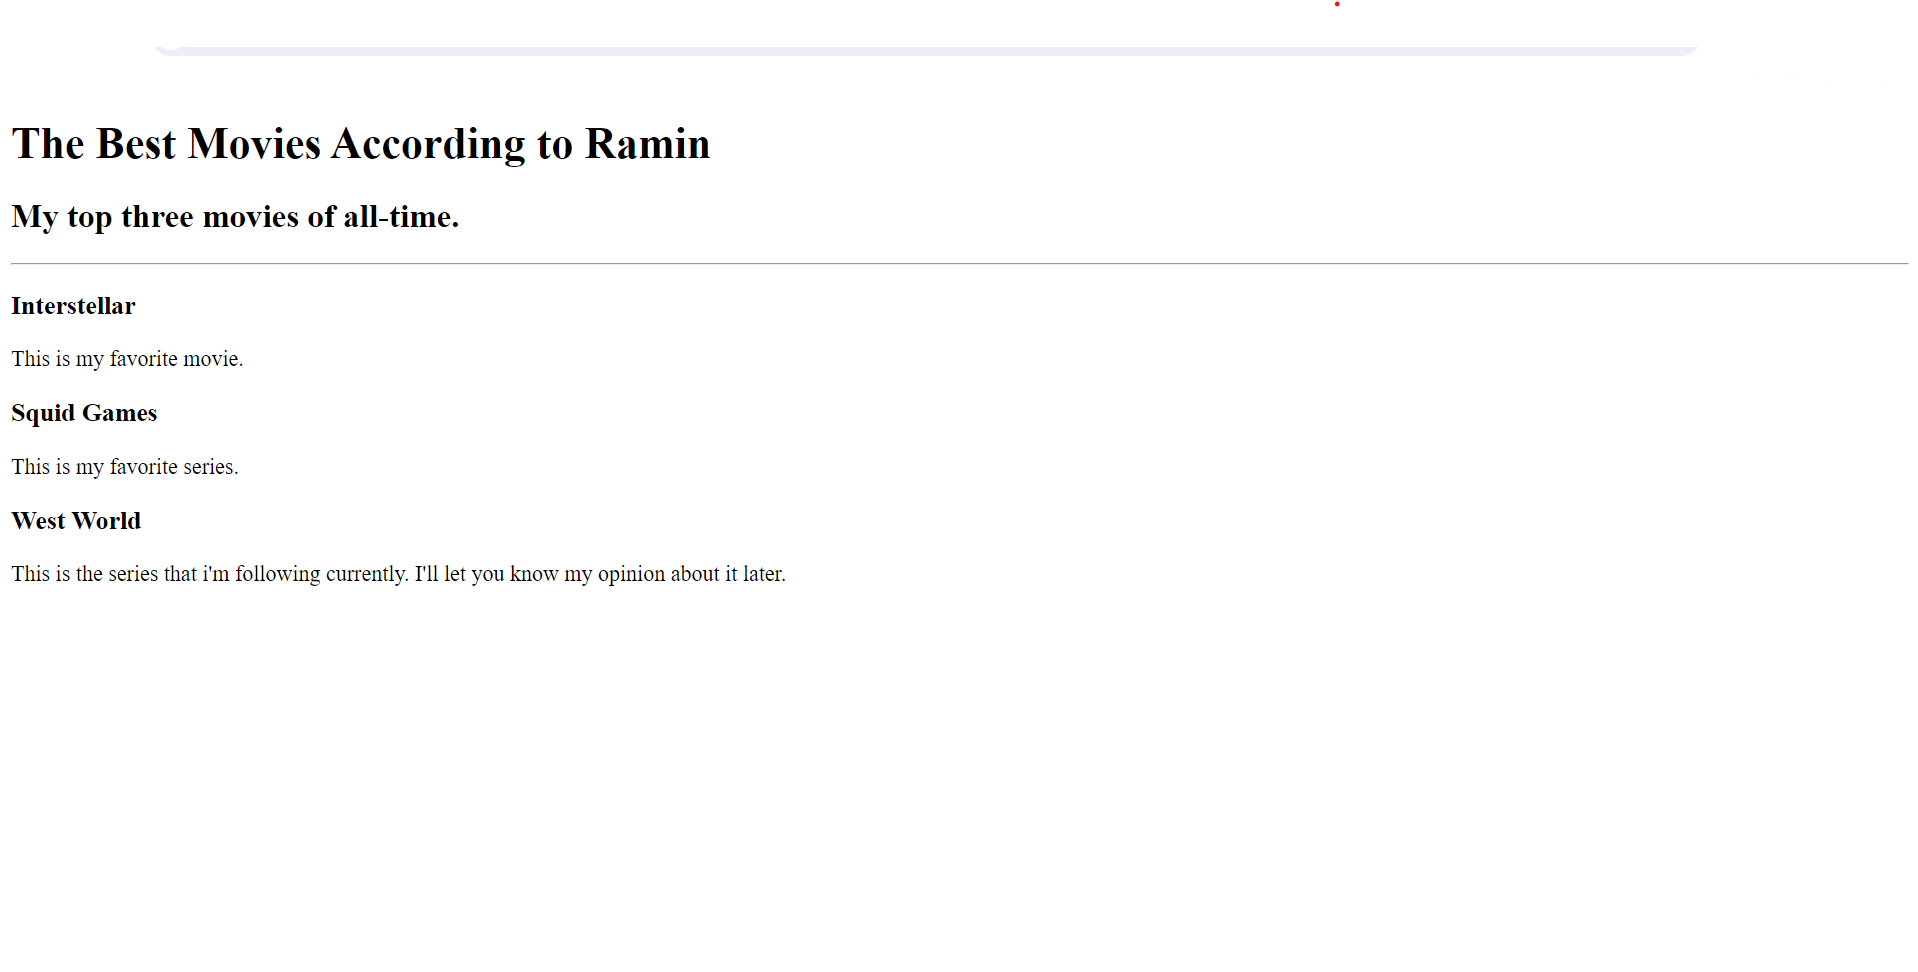 The Best Movies According to Ramin
My top three movies of all-time.
Interstellar
This is my favorite movie.
Squid Games
This is my favorite series.
West World
This is the series that i'm following currently. I'll let you know my opinion about it later.